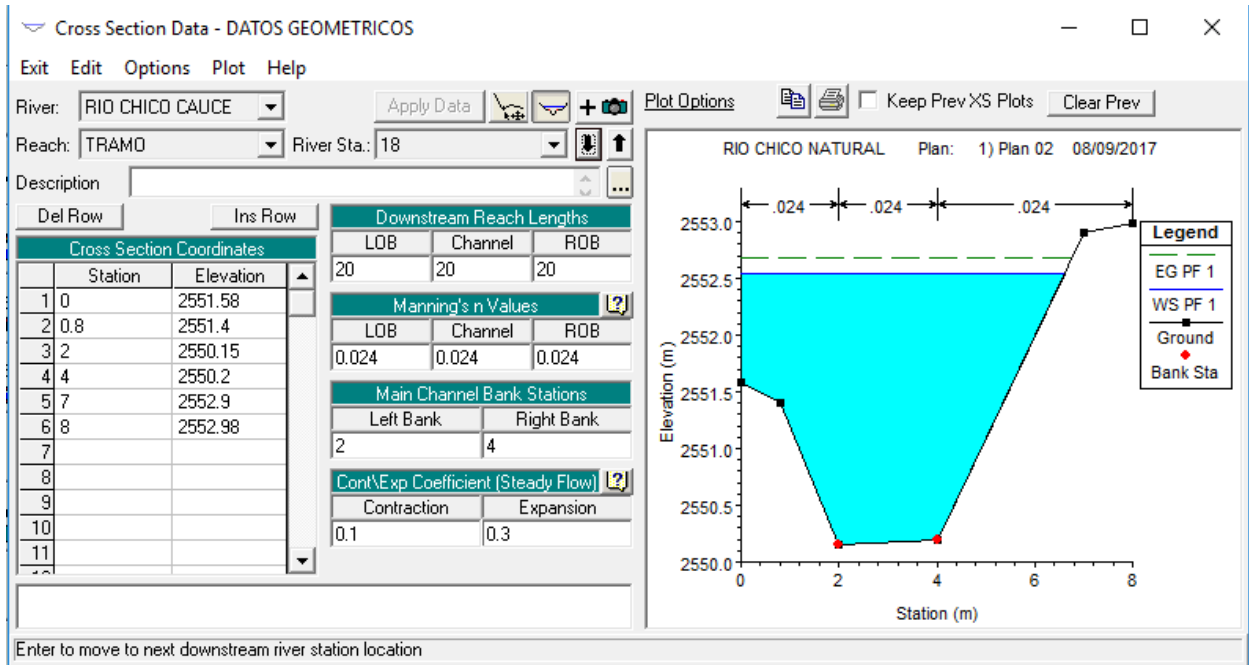 Cross Section Data - DATOS GEOMETRICOS
Exit Edit Options Plot Help
River: RIO CHICO CAUCE Apply Data
Reach: TRAMO River Sta.: 18
Description ...
Del Row Ins Row
Cross Section Coordinates
Station Elevation
1 0 2551.58
2 0.8 2551.4
3 2 2550.15
4 4 2550.2
5 7 2552.9
6 8 2552.98
7
8
9
10
11
Downstream Reach Lengths
LOB Channel ROB
20 20 20
Manning's n Values
LOB Channel ROB
0.024 0.024 0.024
Main Channel Bank Stations
Left Bank Right Bank
2 4
Cont\Exp Coefficient (Steady Flow)
Contraction Expansion
0.1 0.3
Plot Options Keep Prev XS Plots Clear Prev
RIO CHICO NATURAL Plan: 1) Plan 02 08/09/2017
.024 .024 .024
2553.0
2552.5
2552.0
2551.5
2551.0
2550.5
2550.0
Elevation (m)
0 2 4 6 8
Station (m)
Legend
EG PF 1
WS PF 1
Ground
Bank Sta
Enter to move to next downstream river station location